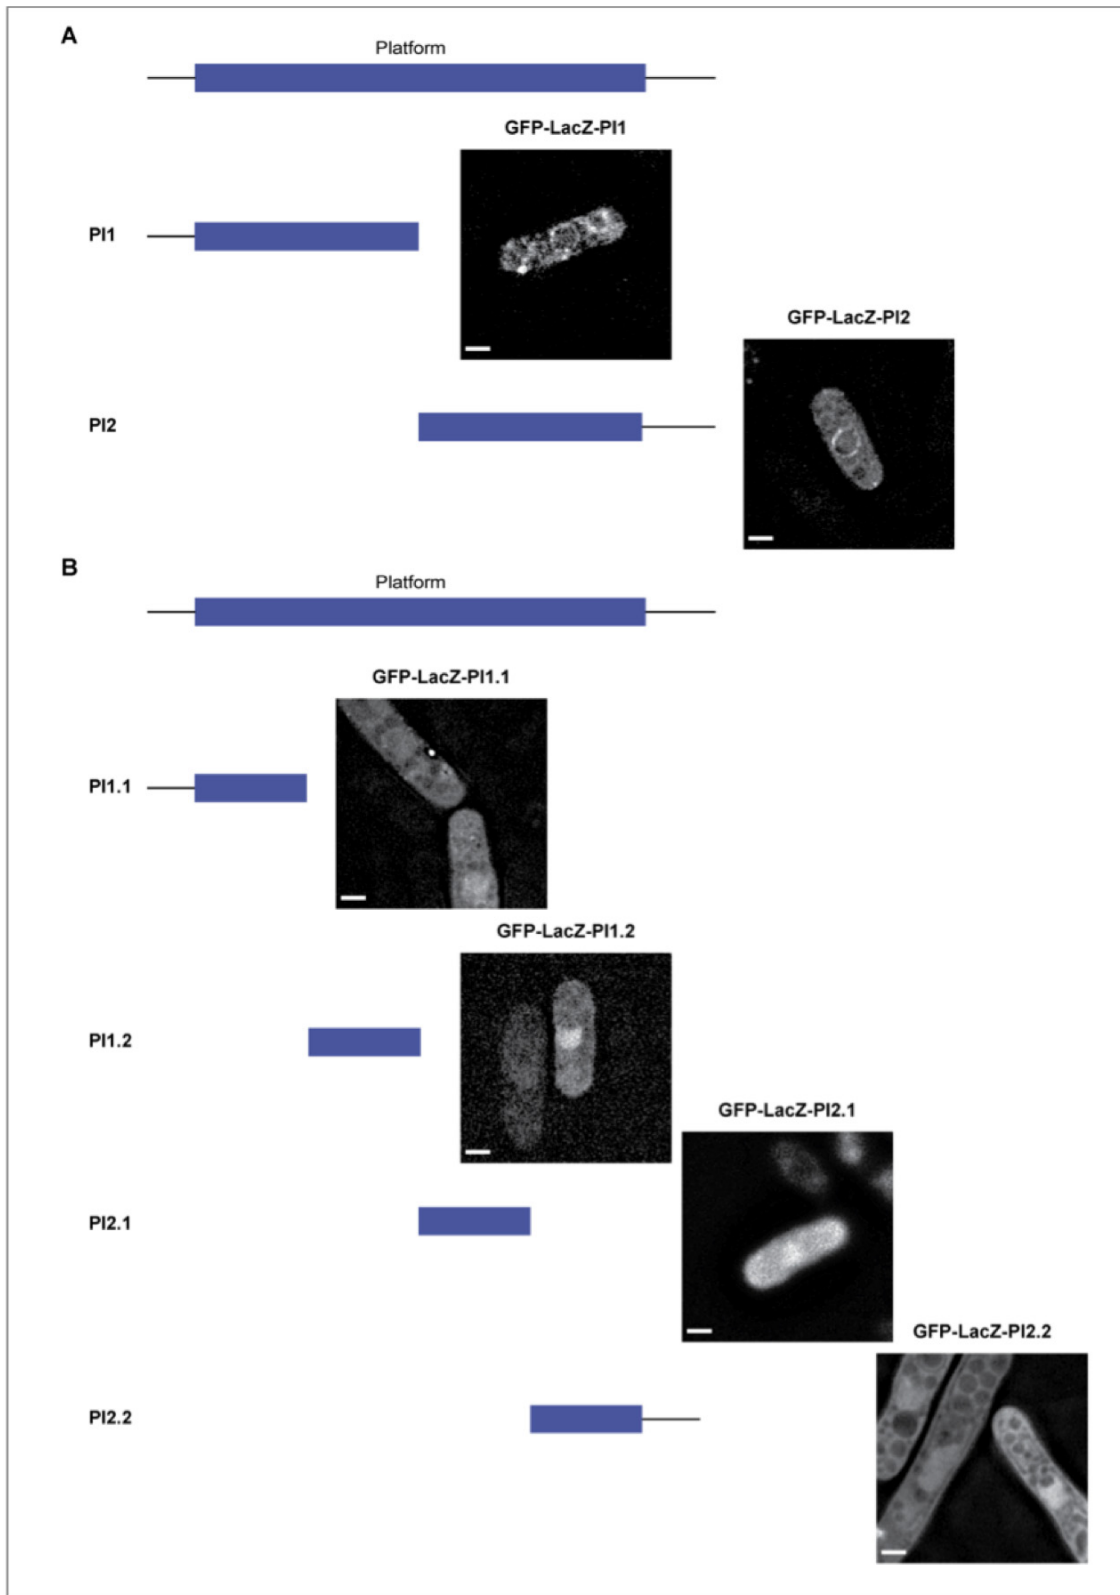 A
Platform
GFP-LacZ-PI1
PI1
GFP-LacZ-PI2
PI2
B
Platform
GFP-LacZ-PI1.1
PI1.1
GFP-LacZ-PI1.2
PI1.2
GFP-LacZ-PI2.1
PI2.1
GFP-LacZ-PI2.2
PI2.2